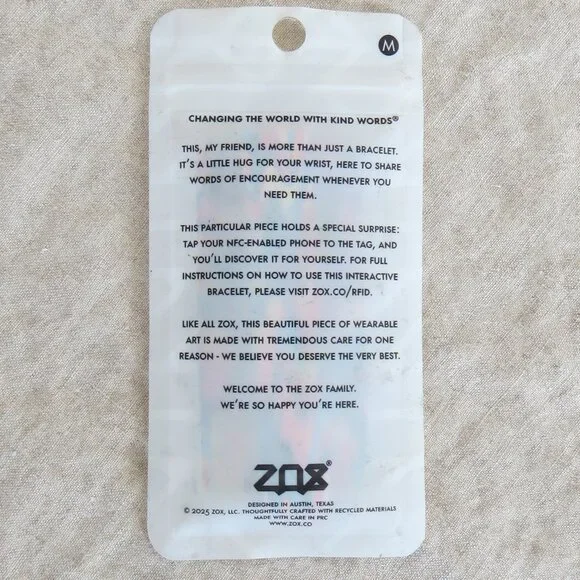 M
CHANGING THE WORLD WITH KIND WORDS®
THIS, MY FRIEND, IS MORE THAN JUST A BRACELET.
IT'S A LITTLE HUG FOR YOUR WRIST, HERE TO SHARE
WORDS OF ENCOURAGEMENT WHENEVER YOU
NEED THEM.
THIS PARTICULAR PIECE HOLDS A SPECIAL SURPRISE:
TAP YOUR NFC-ENABLED PHONE TO THE TAG, AND
YOU'LL DISCOVER IT FOR YOURSELF. FOR FULL
INSTRUCTIONS ON HOW TO USE THIS INTERACTIVE
BRACELET, PLEASE VISIT ZOX.CO/RFID.
LIKE ALL ZOX, THIS BEAUTIFUL PIECE OF WEARABLE
ART IS MADE WITH TREMENDOUS CARE FOR ONE
REASON - WE BELIEVE YOU DESERVE THE VERY BEST.
WELCOME TO THE ZOX FAMILY.
WE'RE SO HAPPY YOU'RE HERE.
ZOX®
DESIGNED IN AUSTIN, TEXAS
© 2025 ZOX, LLC. THOUGHTFULLY CRAFTED WITH RECYCLED MATERIALS
MADE WITH CARE IN PRC
WWW.ZOX.CO